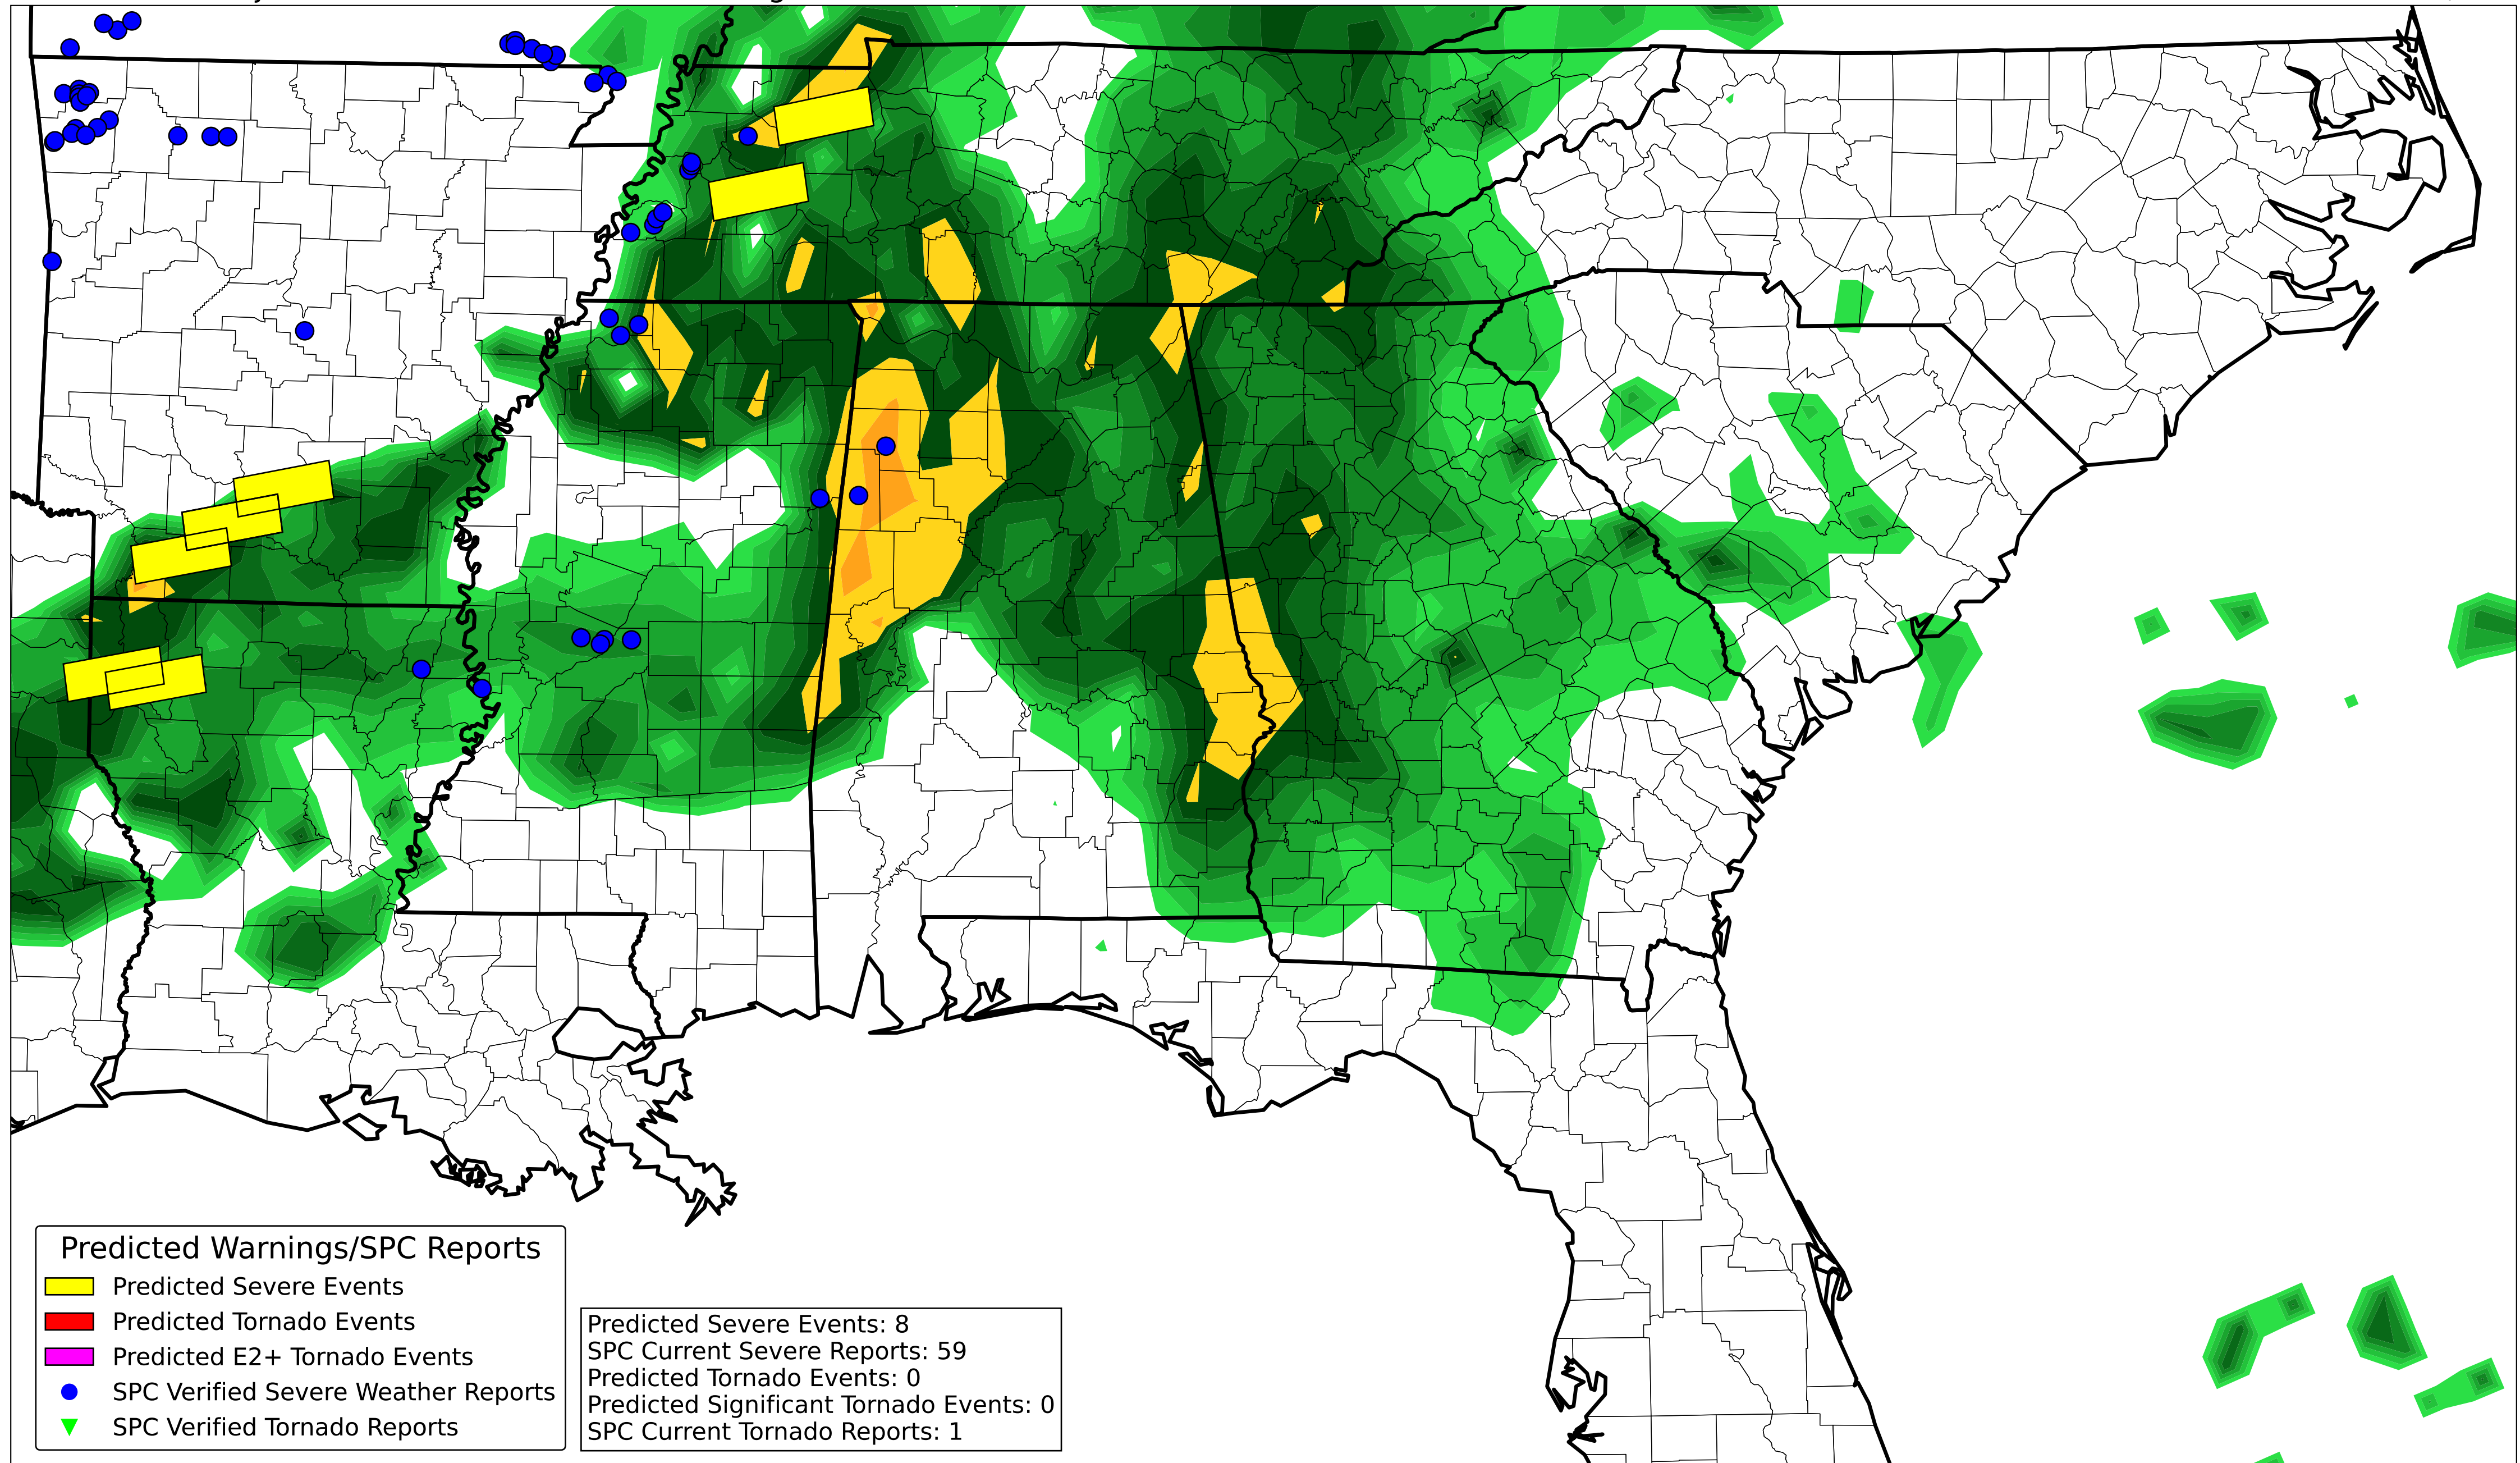 Predicted Warnings/SPC Reports
Predicted Severe Events
Predicted Tornado Events
Predicted E2+ Tornado Events
SPC Verified Severe Weather Reports
SPC Verified Tornado Reports
Predicted Severe Events: 8
SPC Current Severe Reports: 59
Predicted Tornado Events: 0
Predicted Significant Tornado Events: 0
SPC Current Tornado Reports: 1